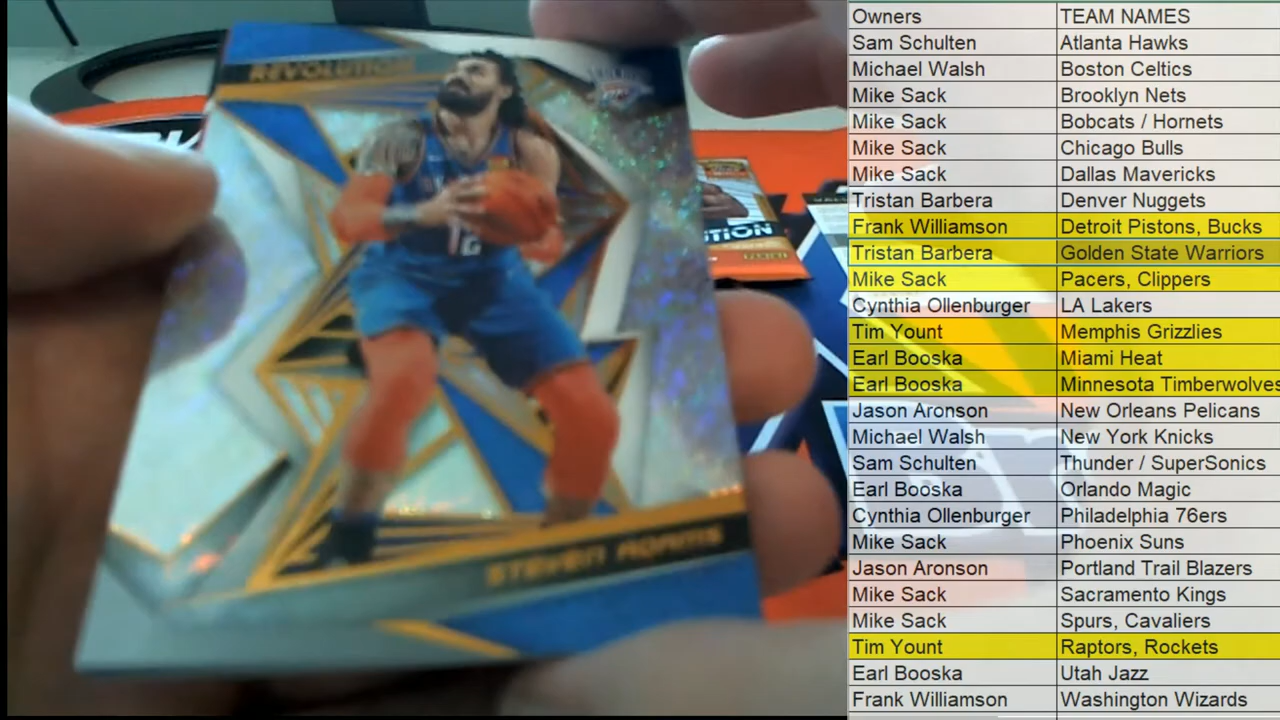 REVOLUTION
THUNDER
12
STEVEN ADAMS
Owners TEAM NAMES
Sam Schulten Atlanta Hawks
Michael Walsh Boston Celtics
Mike Sack Brooklyn Nets
Mike Sack Bobcats / Hornets
Mike Sack Chicago Bulls
Mike Sack Dallas Mavericks
Tristan Barbera Denver Nuggets
Frank Williamson Detroit Pistons, Bucks
Tristan Barbera Golden State Warriors
Mike Sack Pacers, Clippers
Cynthia Ollenburger LA Lakers
Tim Yount Memphis Grizzlies
Earl Booska Miami Heat
Earl Booska Minnesota Timberwolves
Jason Aronson New Orleans Pelicans
Michael Walsh New York Knicks
Sam Schulten Thunder / SuperSonics
Earl Booska Orlando Magic
Cynthia Ollenburger Philadelphia 76ers
Mike Sack Phoenix Suns
Jason Aronson Portland Trail Blazers
Mike Sack Sacramento Kings
Mike Sack Spurs, Cavaliers
Tim Yount Raptors, Rockets
Earl Booska Utah Jazz
Frank Williamson Washington Wizards